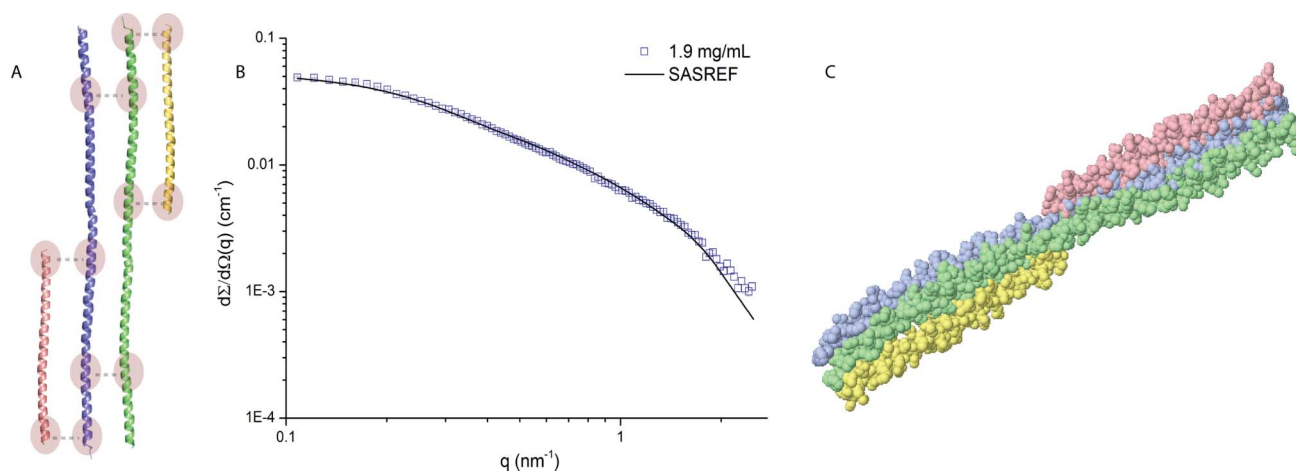 A
B
C
0.1
0.01
1E-3
1E-4
dΣ/dΩ(q) (cm⁻¹)
1.9 mg/mL
SASREF
0.1
1
q (nm⁻¹)